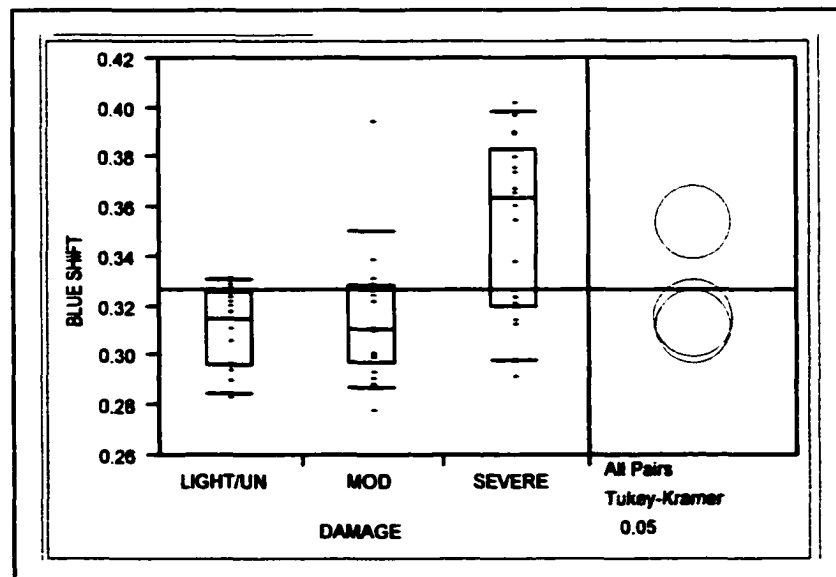 0.42
0.40
0.38
0.36
0.34
0.32
0.30
0.28
0.26
BLUE SHIFT
LIGHT/UN
MOD
SEVERE
DAMAGE
All Pairs
Tukey-Kramer
0.05